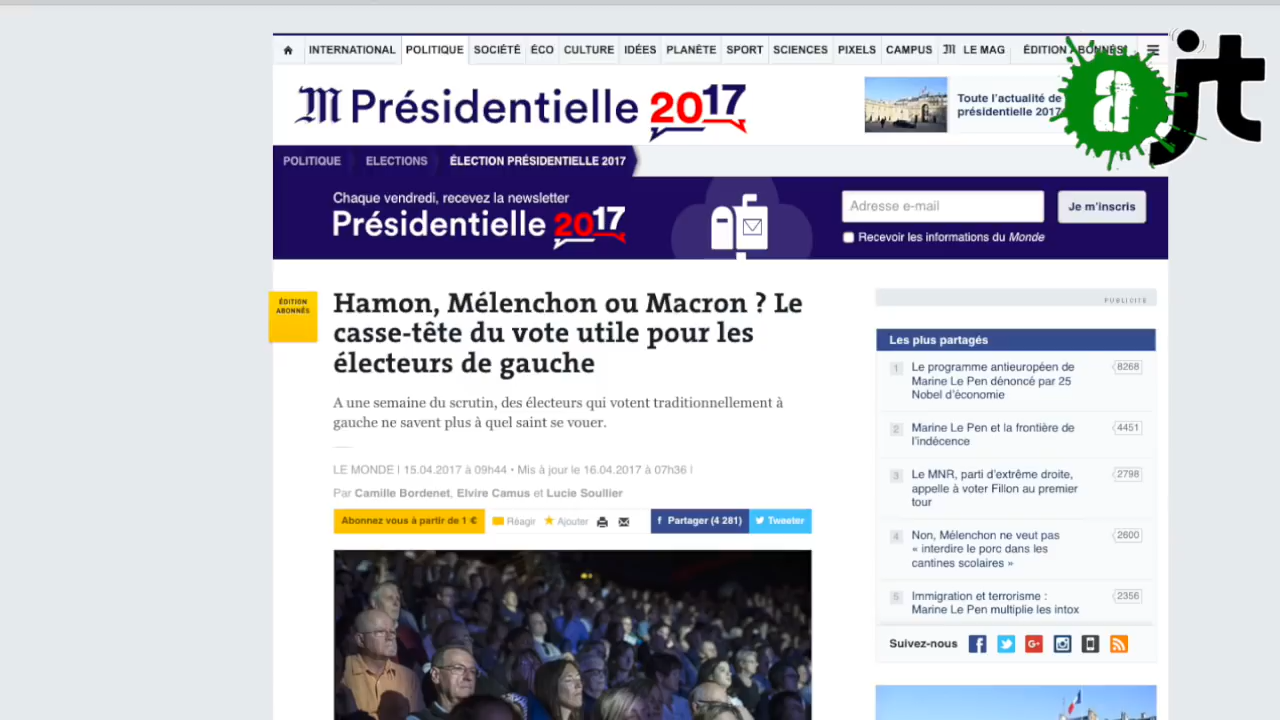 INTERNATIONAL POLITIQUE SOCIÉTÉ ÉCO CULTURE IDÉES PLANÈTE SPORT SCIENCES PIXELS CAMPUS M LE MAG ÉDITION ABONNÉS
M Présidentielle 2017
Toute l'actualité de
présidentielle 2017
a jt
POLITIQUE ELECTIONS ÉLECTION PRÉSIDENTIELLE 2017
Chaque vendredi, recevez la newsletter
Présidentielle 2017
Adresse e-mail
Je m'inscris
Recevoir les informations du Monde
ÉDITION
ABONNÉS
Hamon, Mélenchon ou Macron ? Le
casse-tête du vote utile pour les
électeurs de gauche
A une semaine du scrutin, des électeurs qui votent traditionnellement à
gauche ne savent plus à quel saint se vouer.
LE MONDE | 15.04.2017 à 09h44 • Mis à jour le 16.04.2017 à 07h36 |
Par Camille Bordenet, Elvire Camus et Lucie Soullier
Abonnez vous à partir de 1 € Réagir Ajouter f Partager (4 281) Tweeter
PUBLICITÉ
Les plus partagés
1 Le programme antieuropéen de 8268
Marine Le Pen dénoncé par 25
Nobel d'économie
2 Marine Le Pen et la frontière de 4451
l'indécence
3 Le MNR, parti d'extrême droite, 2798
appelle à voter Fillon au premier
tour
4 Non, Mélenchon ne veut pas 2600
« interdire le porc dans les
cantines scolaires »
5 Immigration et terrorisme : 2356
Marine Le Pen multiplie les intox
Suivez-nous